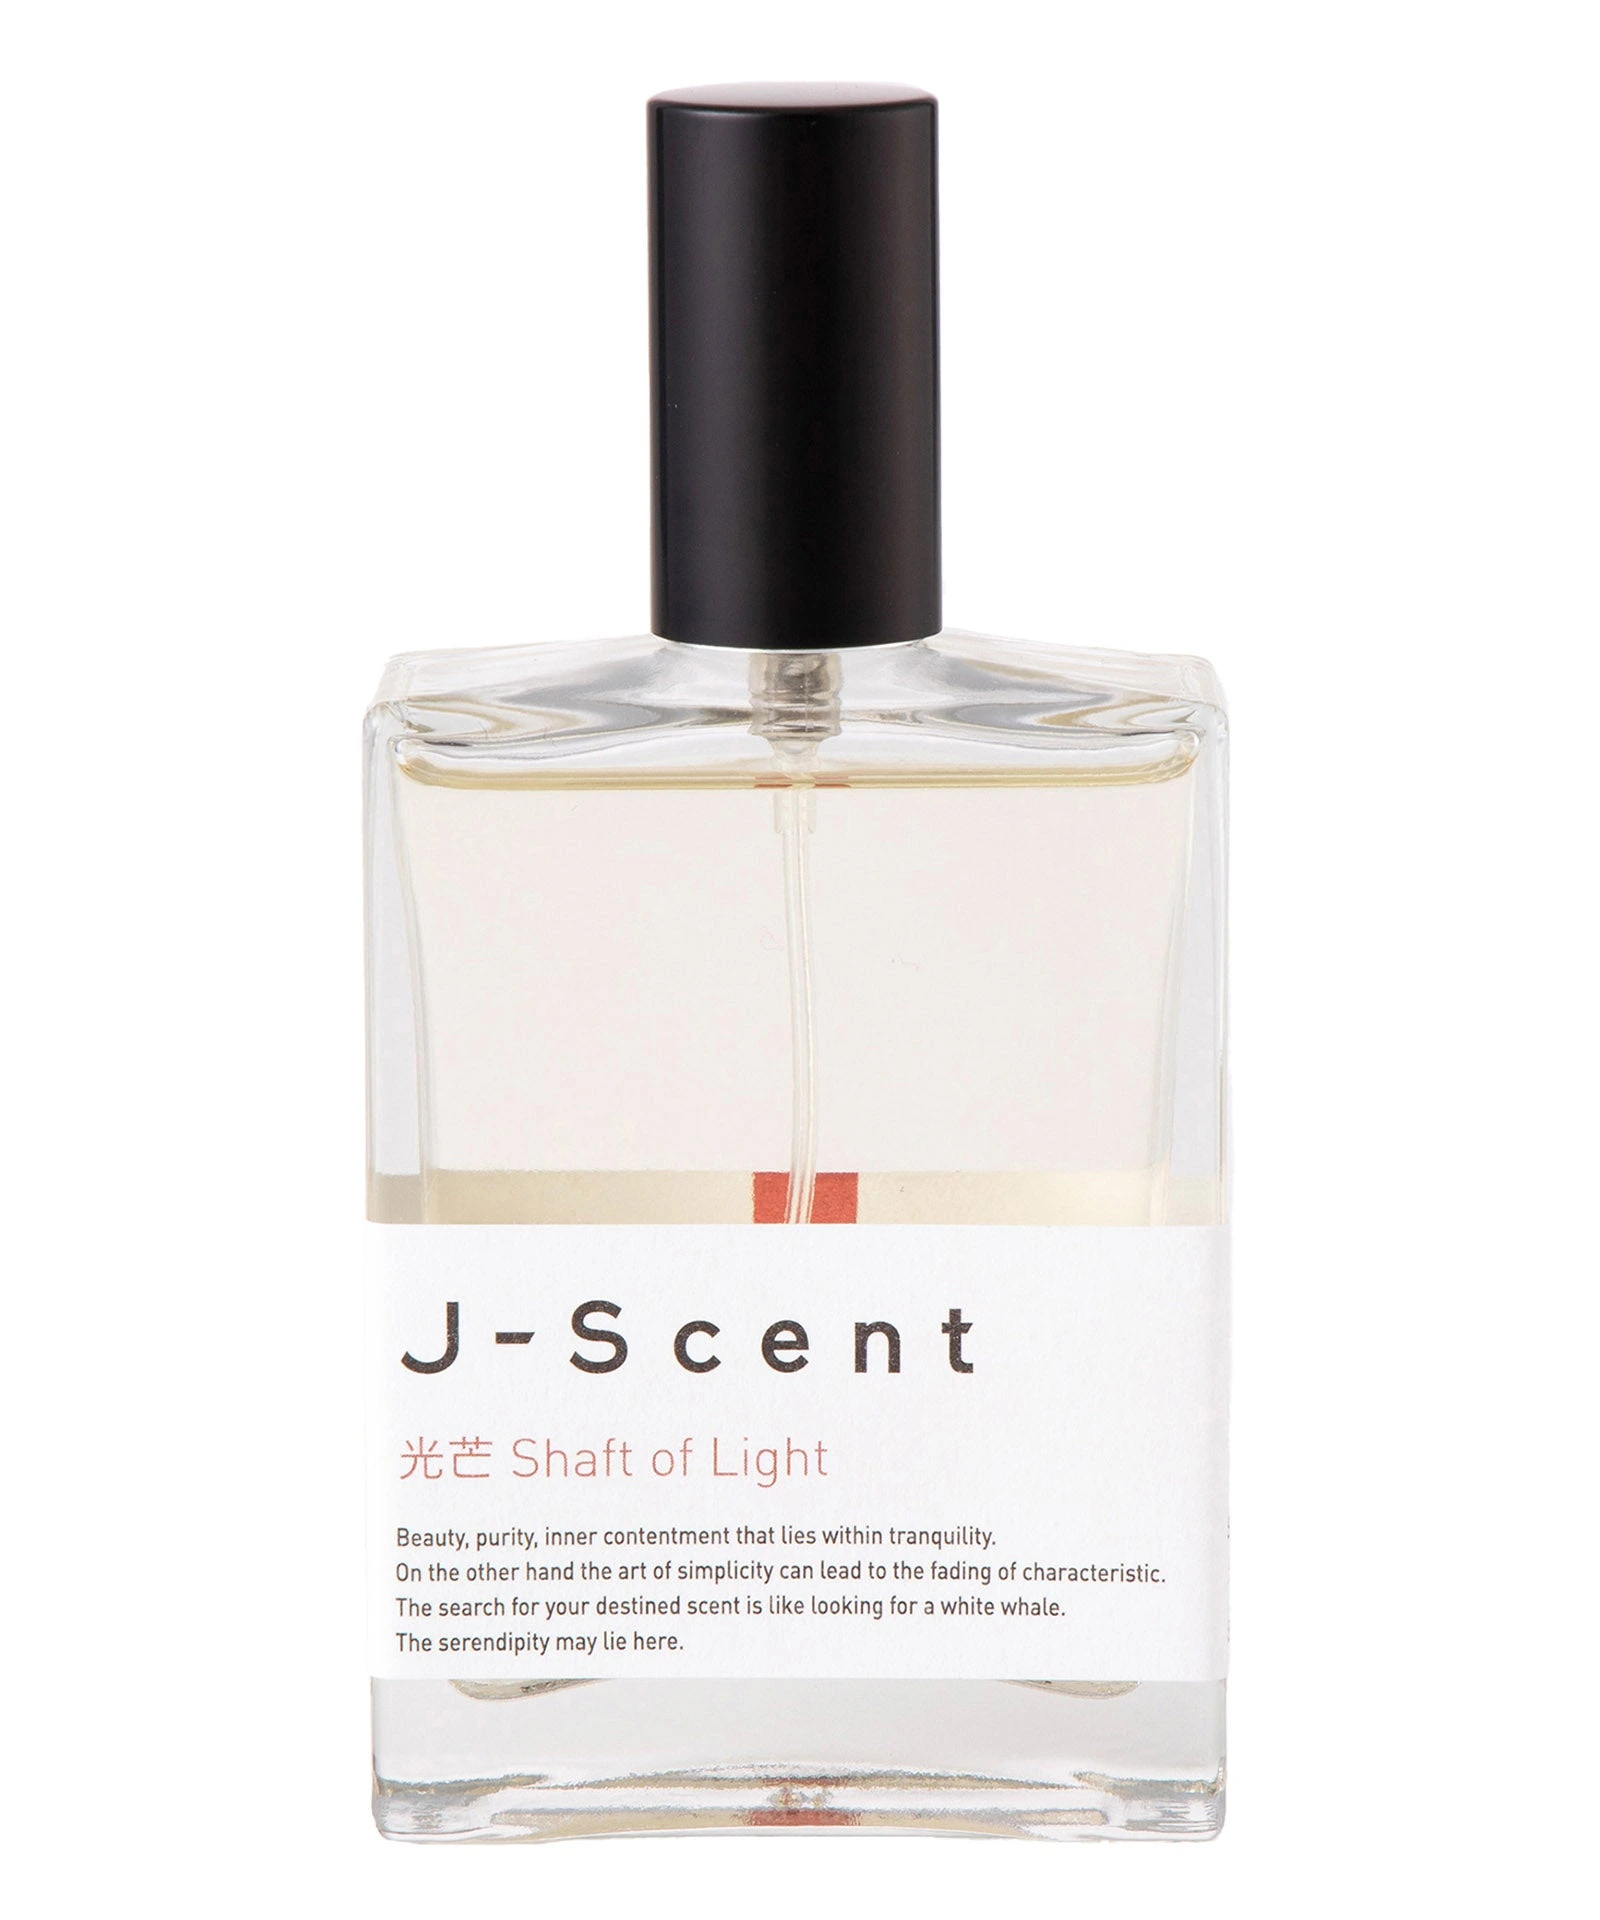 J-Scent
光芒 Shaft of Light
Beauty, purity, inner contentment that lies within tranquility.
On the other hand the art of simplicity can lead to the fading of characteristic.
The search for your destined scent is like looking for a white whale.
The serendipity may lie here.